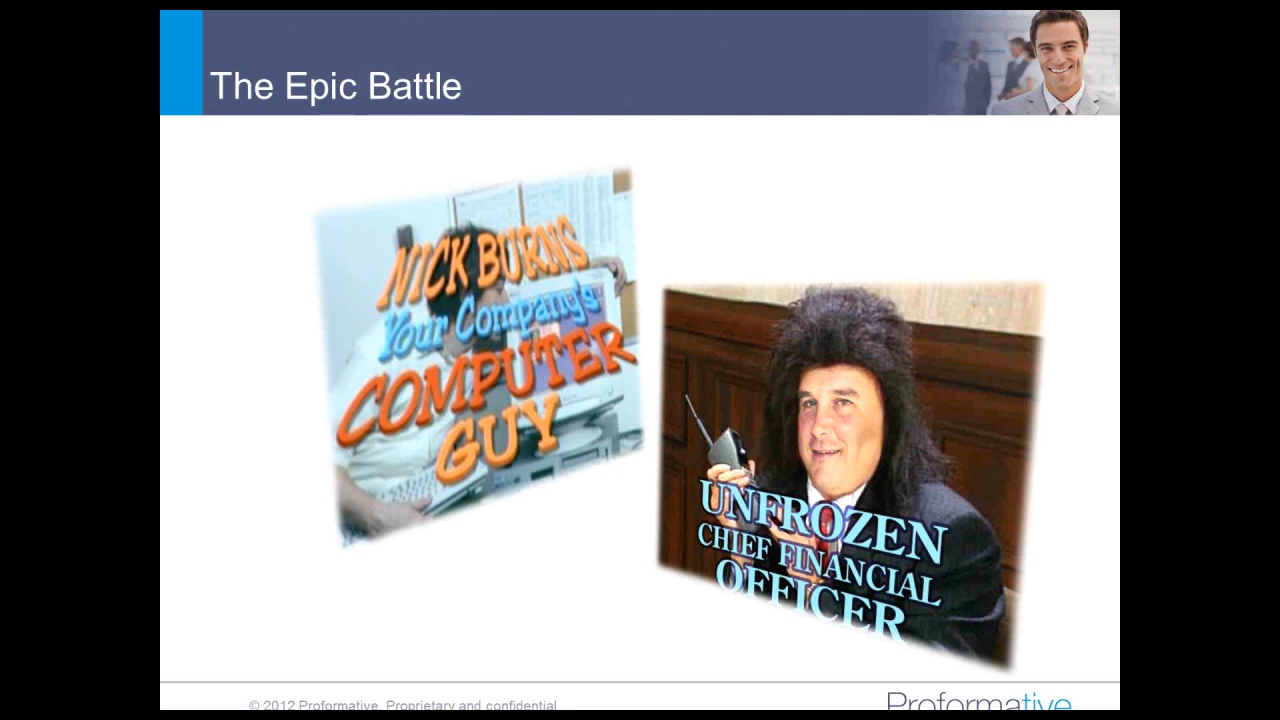 The Epic Battle
NICK BURNS
Your Company's
COMPUTER
GUY
UNFROZEN
CHIEF FINANCIAL
OFFICER
© 2012 Proformative. Proprietary and confidential
Proformative